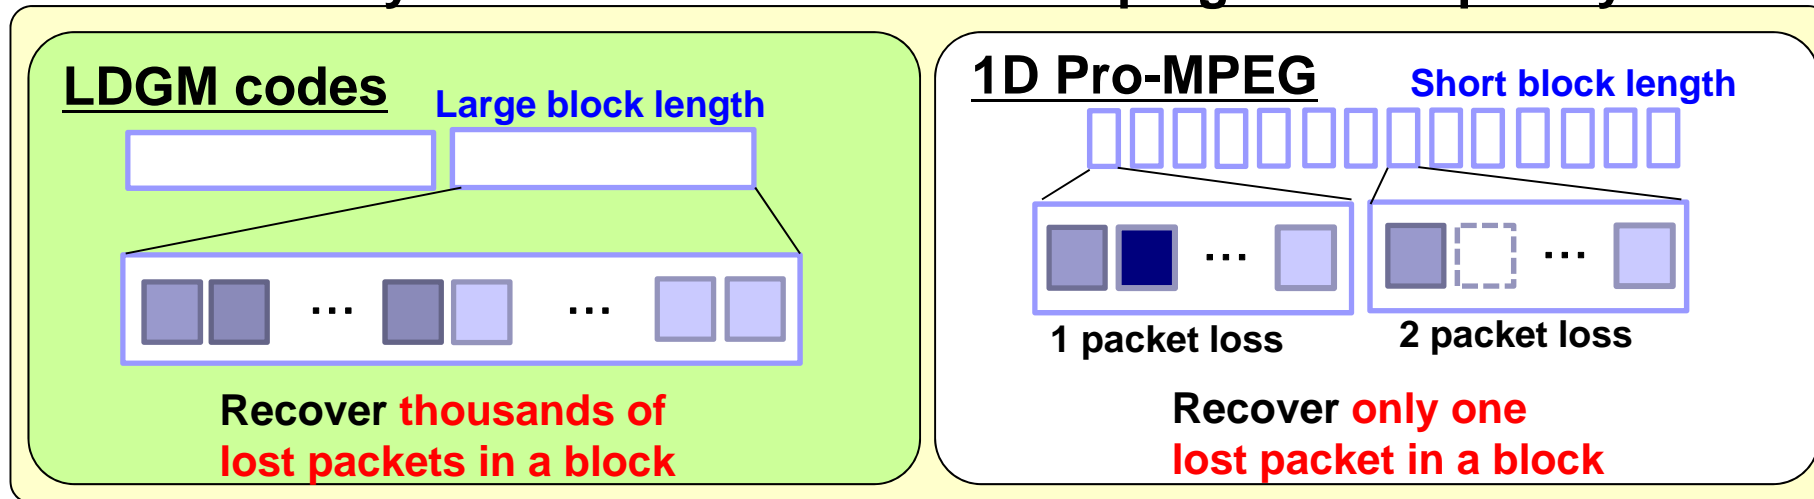 LDGM codes
Large block length
...
...
Recover thousands of
lost packets in a block
1D Pro-MPEG
Short block length
...
...
1 packet loss
2 packet loss
Recover only one
lost packet in a block